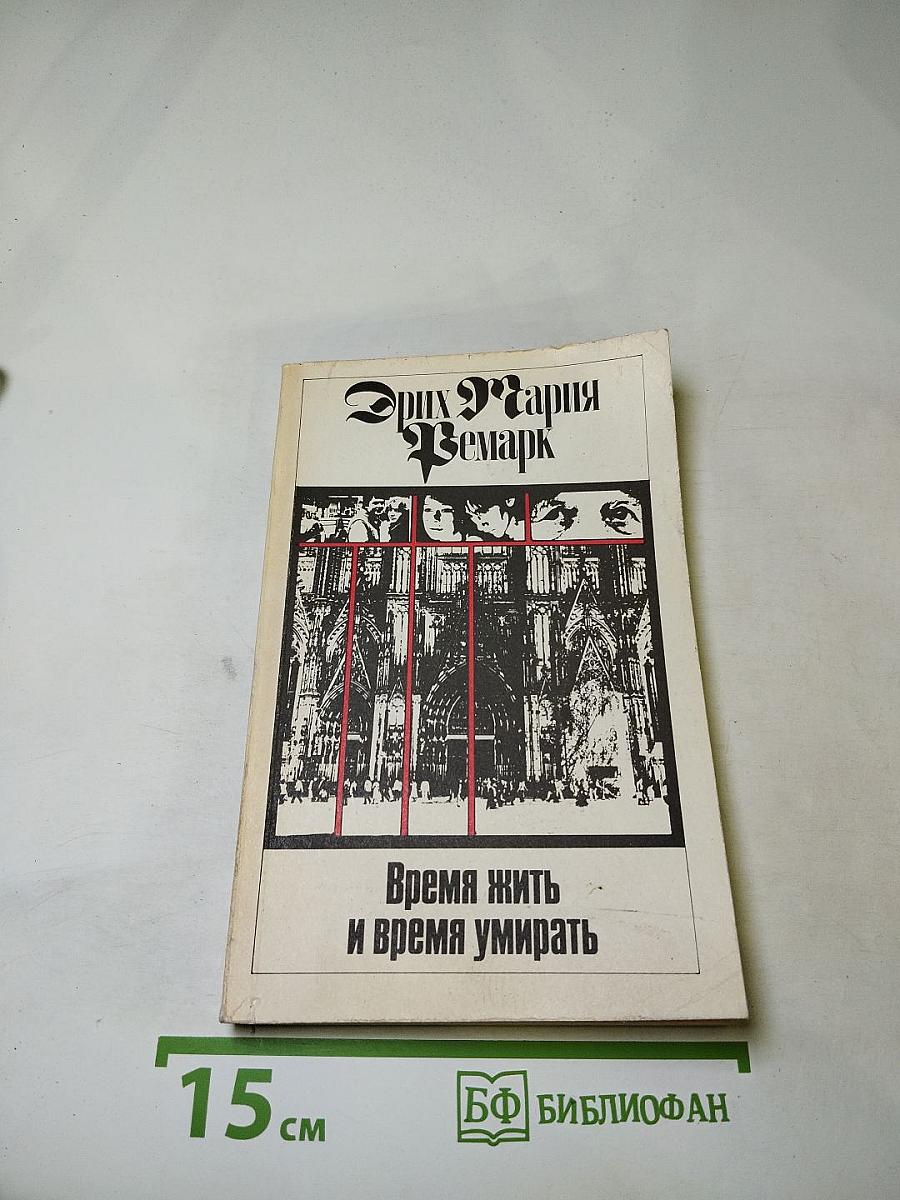 Эрих Мария
Ремарк
Время жить
и время умирать
15 см
БФ БИБЛИОФАН